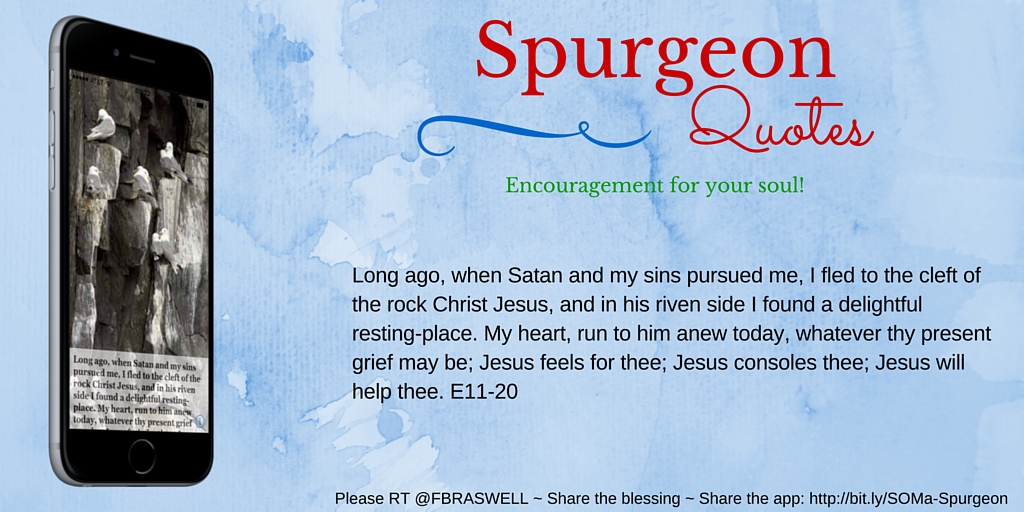 Spurgeon
Quotes
Encouragement for your soul!
Long ago, when Satan and my sins pursued me, I fled to the cleft of
the rock Christ Jesus, and in his riven side I found a delightful
resting-place. My heart, run to him anew today, whatever thy present
grief may be; Jesus feels for thee; Jesus consoles thee; Jesus will
help thee. E11-20
Long ago, when Satan and my sins
pursued me, I fled to the cleft of the
rock Christ Jesus, and in his riven
side I found a delightful resting-
place. My heart, run to him anew
today, whatever thy present grief
Please RT @FBRASWELL ~ Share the blessing ~ Share the app: http://bit.ly/SOMa-Spurgeon